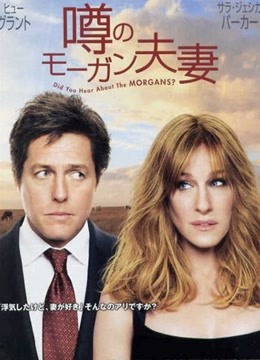 ヒュー
グラント
サラ・ジェシカ
パーカー
噂の
モーガン夫妻
Did You Hear About The MORGANS?
「浮気したけど、妻が好き」そんなのアリですか?